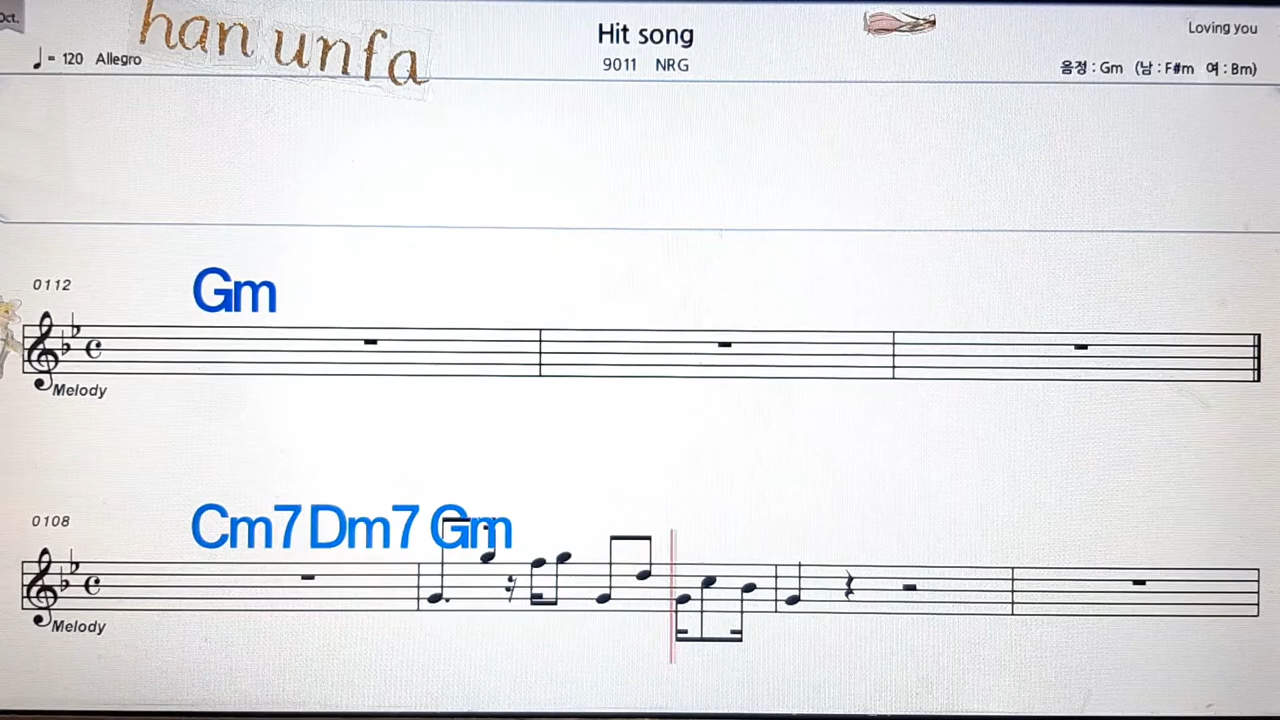 Oct.
han unfa
Hit song
Loving you
♩ = 120 Allegro
9011 NRG
음정 : Gm (남 : F#m 여 : Bm)
0112
Gm
Melody
0108
Cm7 Dm7 Gm
Melody